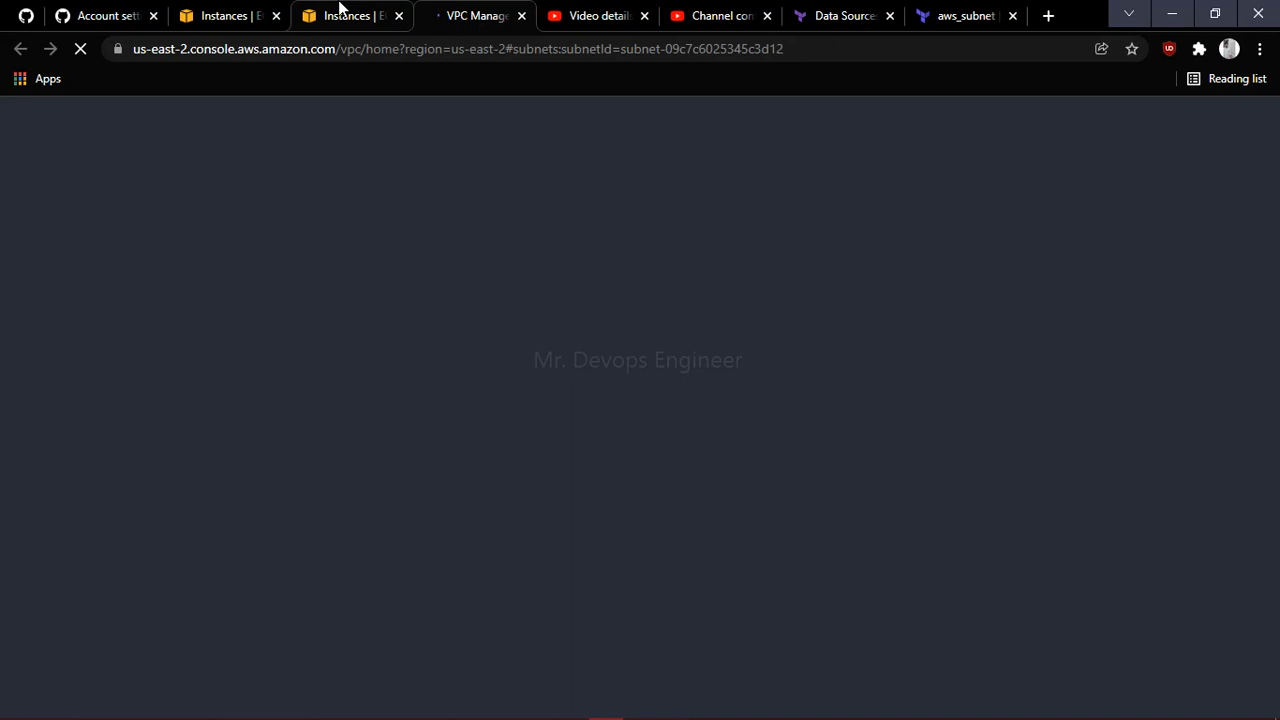 Account sett
Instances | E
Instances | E
VPC Manage
Video detail
Channel con
Data Source
aws_subnet
us-east-2.console.aws.amazon.com/vpc/home?region=us-east-2#subnets:subnetId=subnet-09c7c6025345c3d12
Apps
Reading list
Mr. Devops Engineer